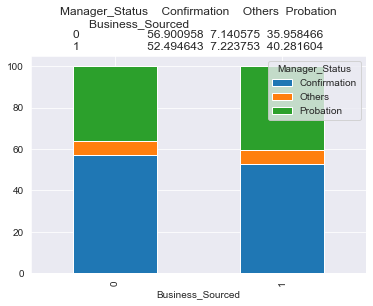 Manager_Status Confirmation Others Probation
Business_Sourced
0 56.900958 7.140575 35.958466
1 52.494643 7.223753 40.281604
Manager_Status
Confirmation
Others
Probation
100
80
60
40
20
0
0 1
Business_Sourced